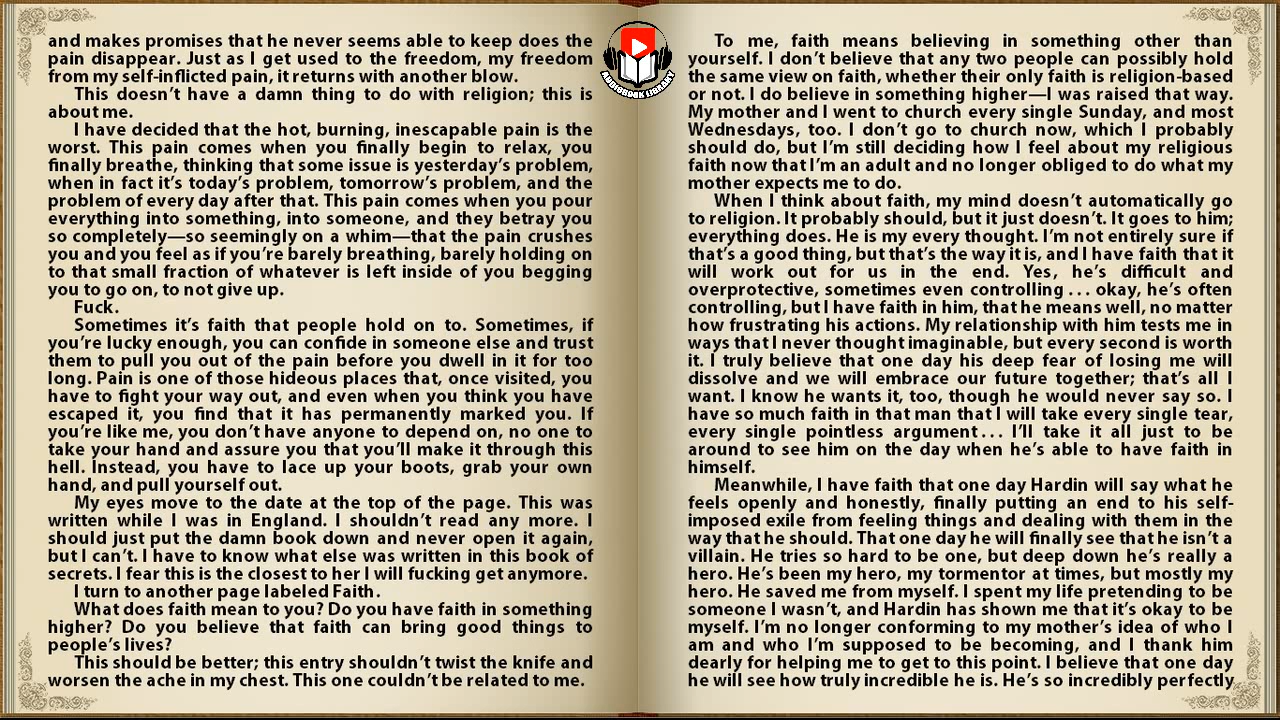 and makes promises that he never seems able to keep does the
pain disappear. Just as I get used to the freedom, my freedom
from my self-inflicted pain, it returns with another blow.
This doesn’t have a damn thing to do with religion; this is
about me.
I have decided that the hot, burning, inescapable pain is the
worst. This pain comes when you finally begin to relax, you
finally breathe, thinking that some issue is yesterday’s problem,
when in fact it’s today’s problem, tomorrow’s problem, and the
problem of every day after that. This pain comes when you pour
everything into something, into someone, and they betray you
so completely—so seemingly on a whim—that the pain crushes
you and you feel as if you’re barely breathing, barely holding on
to that small fraction of whatever is left inside of you begging
you to go on, to not give up.
Fuck.
Sometimes it’s faith that people hold on to. Sometimes, if
you’re lucky enough, you can confide in someone else and trust
them to pull you out of the pain before you dwell in it for too
long. Pain is one of those hideous places that, once visited, you
have to fight your way out, and even when you think you have
escaped it, you find that it has permanently marked you. If
you’re like me, you don’t have anyone to depend on, no one to
take your hand and assure you that you’ll make it through this
hell. Instead, you have to lace up your boots, grab your own
hand, and pull yourself out.
My eyes move to the date at the top of the page. This was
written while I was in England. I shouldn’t read any more. I
should just put the damn book down and never open it again,
but I can’t. I have to know what else was written in this book of
secrets. I fear this is the closest to her I will fucking get anymore.
I turn to another page labeled Faith.
What does faith mean to you? Do you have faith in something
higher? Do you believe that faith can bring good things to
people’s lives?
This should be better; this entry shouldn’t twist the knife and
worsen the ache in my chest. This one couldn’t be related to me.
AUDIOBOOK LIBRARY
To me, faith means believing in something other than
yourself. I don’t believe that any two people can possibly hold
the same view on faith, whether their only faith is religion-based
or not. I do believe in something higher—I was raised that way.
My mother and I went to church every single Sunday, and most
Wednesdays, too. I don’t go to church now, which I probably
should do, but I’m still deciding how I feel about my religious
faith now that I’m an adult and no longer obliged to do what my
mother expects me to do.
When I think about faith, my mind doesn’t automatically go
to religion. It probably should, but it just doesn’t. It goes to him;
everything does. He is my every thought. I’m not entirely sure if
that’s a good thing, but that’s the way it is, and I have faith that it
will work out for us in the end. Yes, he’s difficult and
overprotective, sometimes even controlling . . . okay, he’s often
controlling, but I have faith in him, that he means well, no matter
how frustrating his actions. My relationship with him tests me in
ways that I never thought imaginable, but every second is worth
it. I truly believe that one day his deep fear of losing me will
dissolve and we will embrace our future together; that’s all I
want. I know he wants it, too, though he would never say so. I
have so much faith in that man that I will take every single tear,
every single pointless argument . . . I’ll take it all just to be
around to see him on the day when he’s able to have faith in
himself.
Meanwhile, I have faith that one day Hardin will say what he
feels openly and honestly, finally putting an end to his self-
imposed exile from feeling things and dealing with them in the
way that he should. That one day he will finally see that he isn’t a
villain. He tries so hard to be one, but deep down he’s really a
hero. He’s been my hero, my tormentor at times, but mostly my
hero. He saved me from myself. I spent my life pretending to be
someone I wasn’t, and Hardin has shown me that it’s okay to be
myself. I’m no longer conforming to my mother’s idea of who I
am and who I’m supposed to be becoming, and I thank him
dearly for helping me to get to this point. I believe that one day
he will see how truly incredible he is. He’s so incredibly perfectly